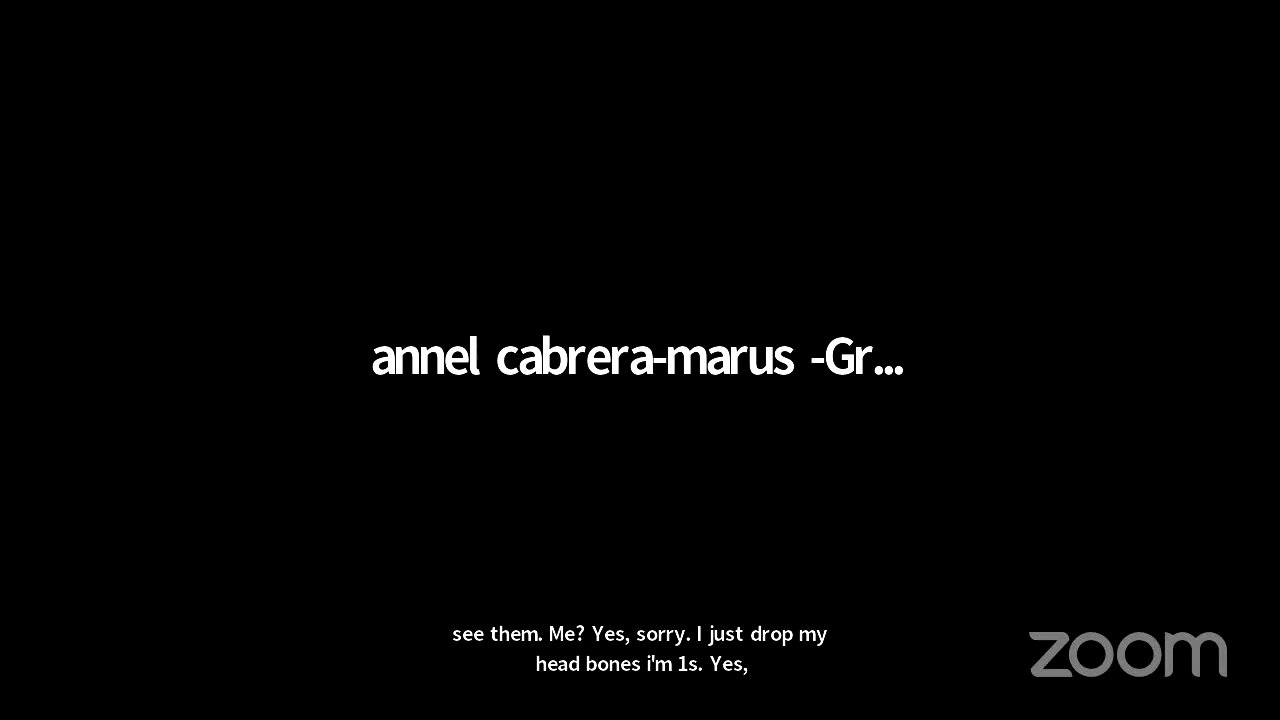 annel cabrera-marus -Gr...
see them. Me? Yes, sorry. I just drop my
head bones i'm 1s. Yes,
zoom